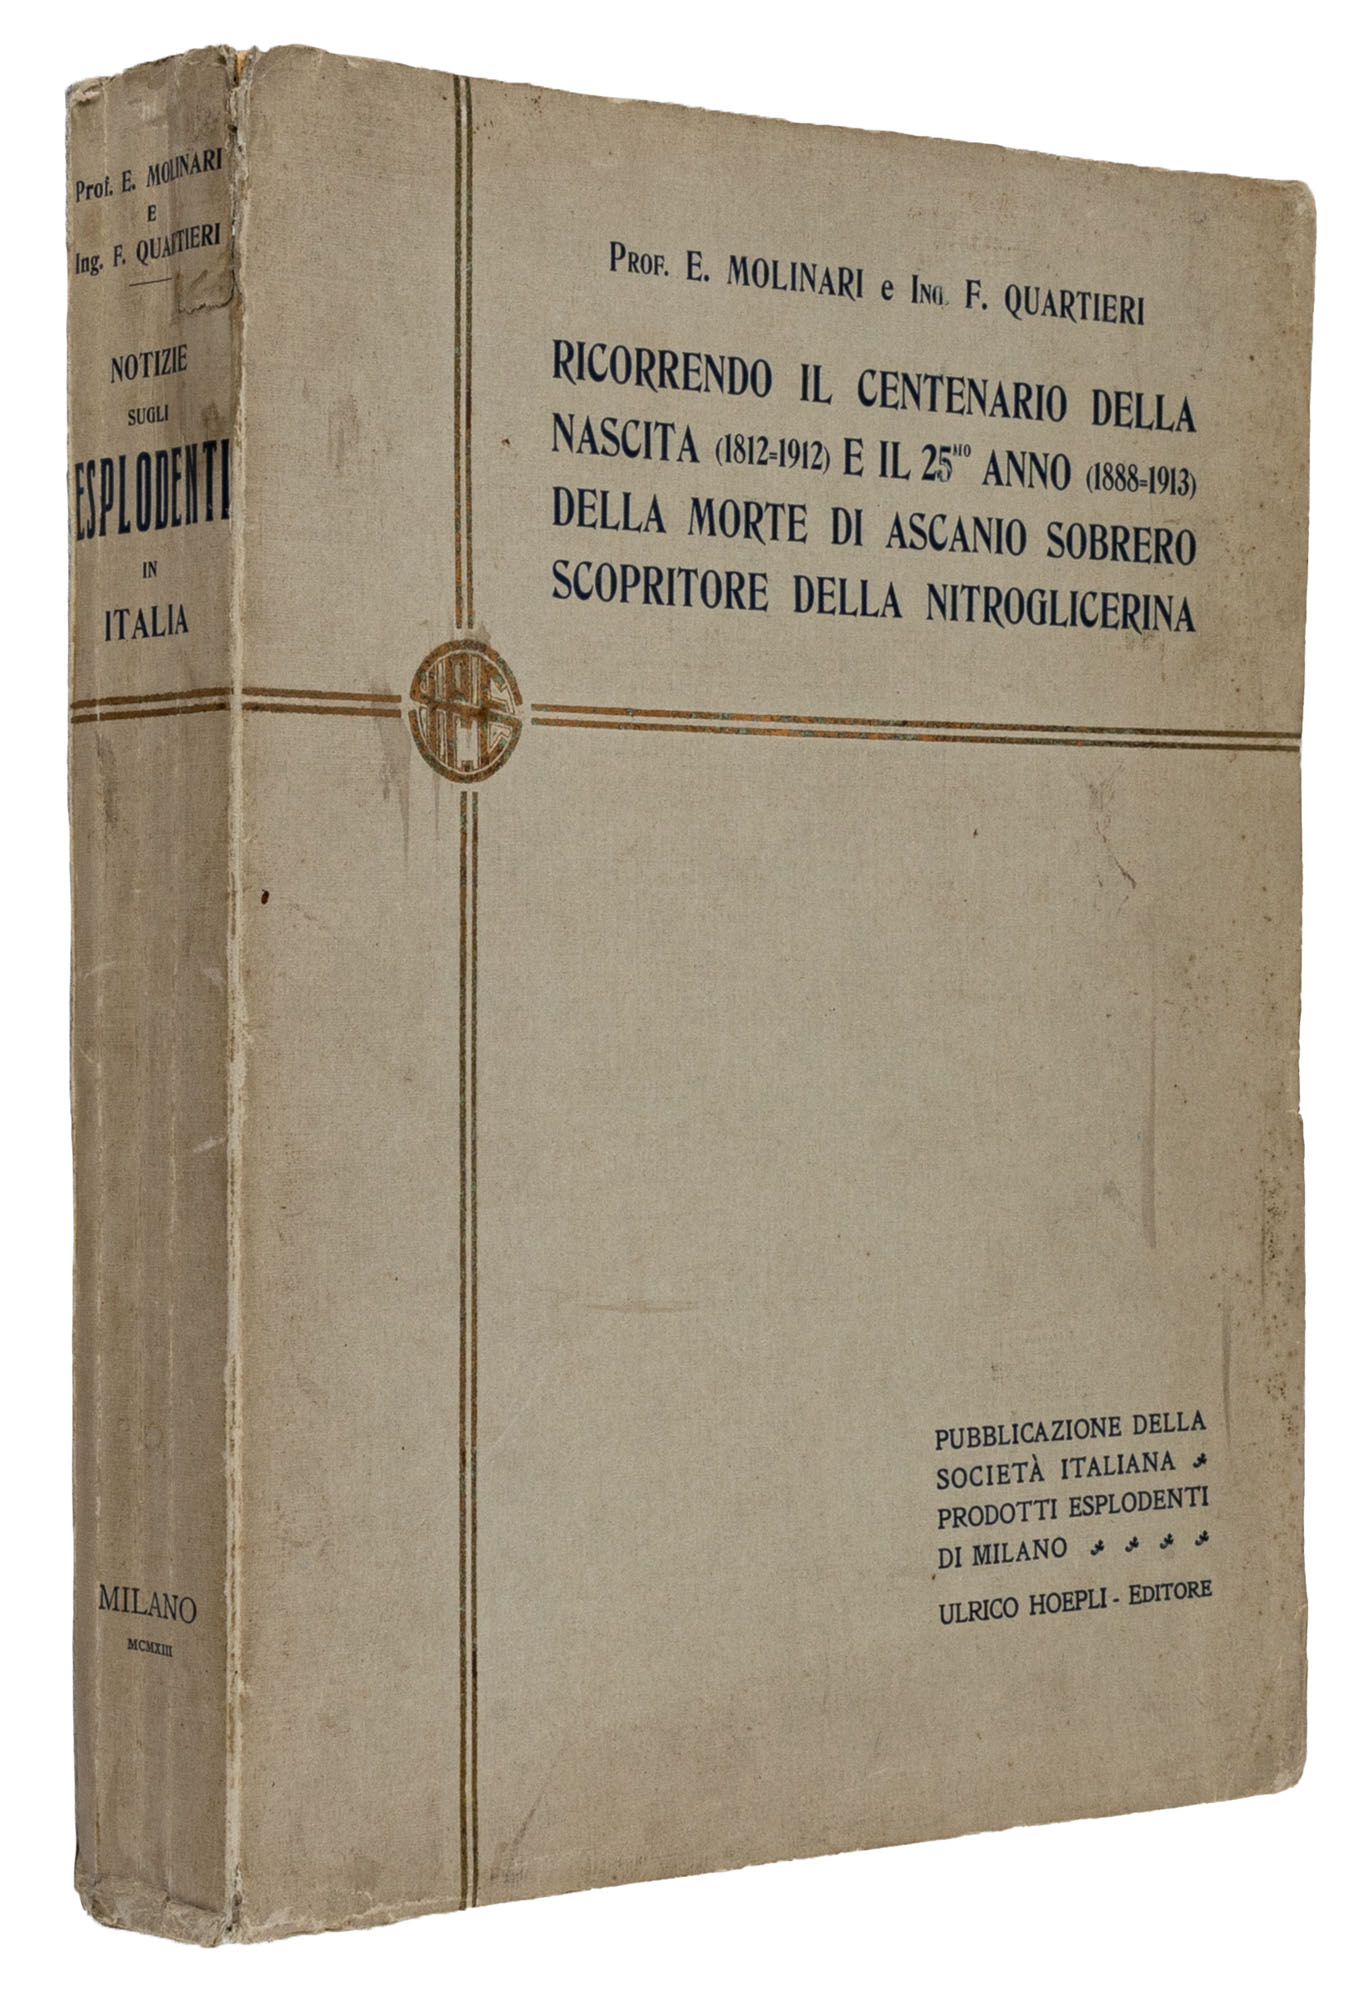 Prof. E. MOLINARI
E
Ing. F. QUARTIERI
NOTIZIE
SUGLI
ESPLODENTI
IN
ITALIA
MILANO
MCMXIII
PROF. E. MOLINARI e ING. F. QUARTIERI
RICORRENDO IL CENTENARIO DELLA
NASCITA (1812=1912) E IL 25MO ANNO (1888=1913)
DELLA MORTE DI ASCANIO SOBRERO
SCOPRITORE DELLA NITROGLICERINA
PUBBLICAZIONE DELLA
SOCIETÀ ITALIANA
PRODOTTI ESPLODENTI
DI MILANO
ULRICO HOEPLI - EDITORE